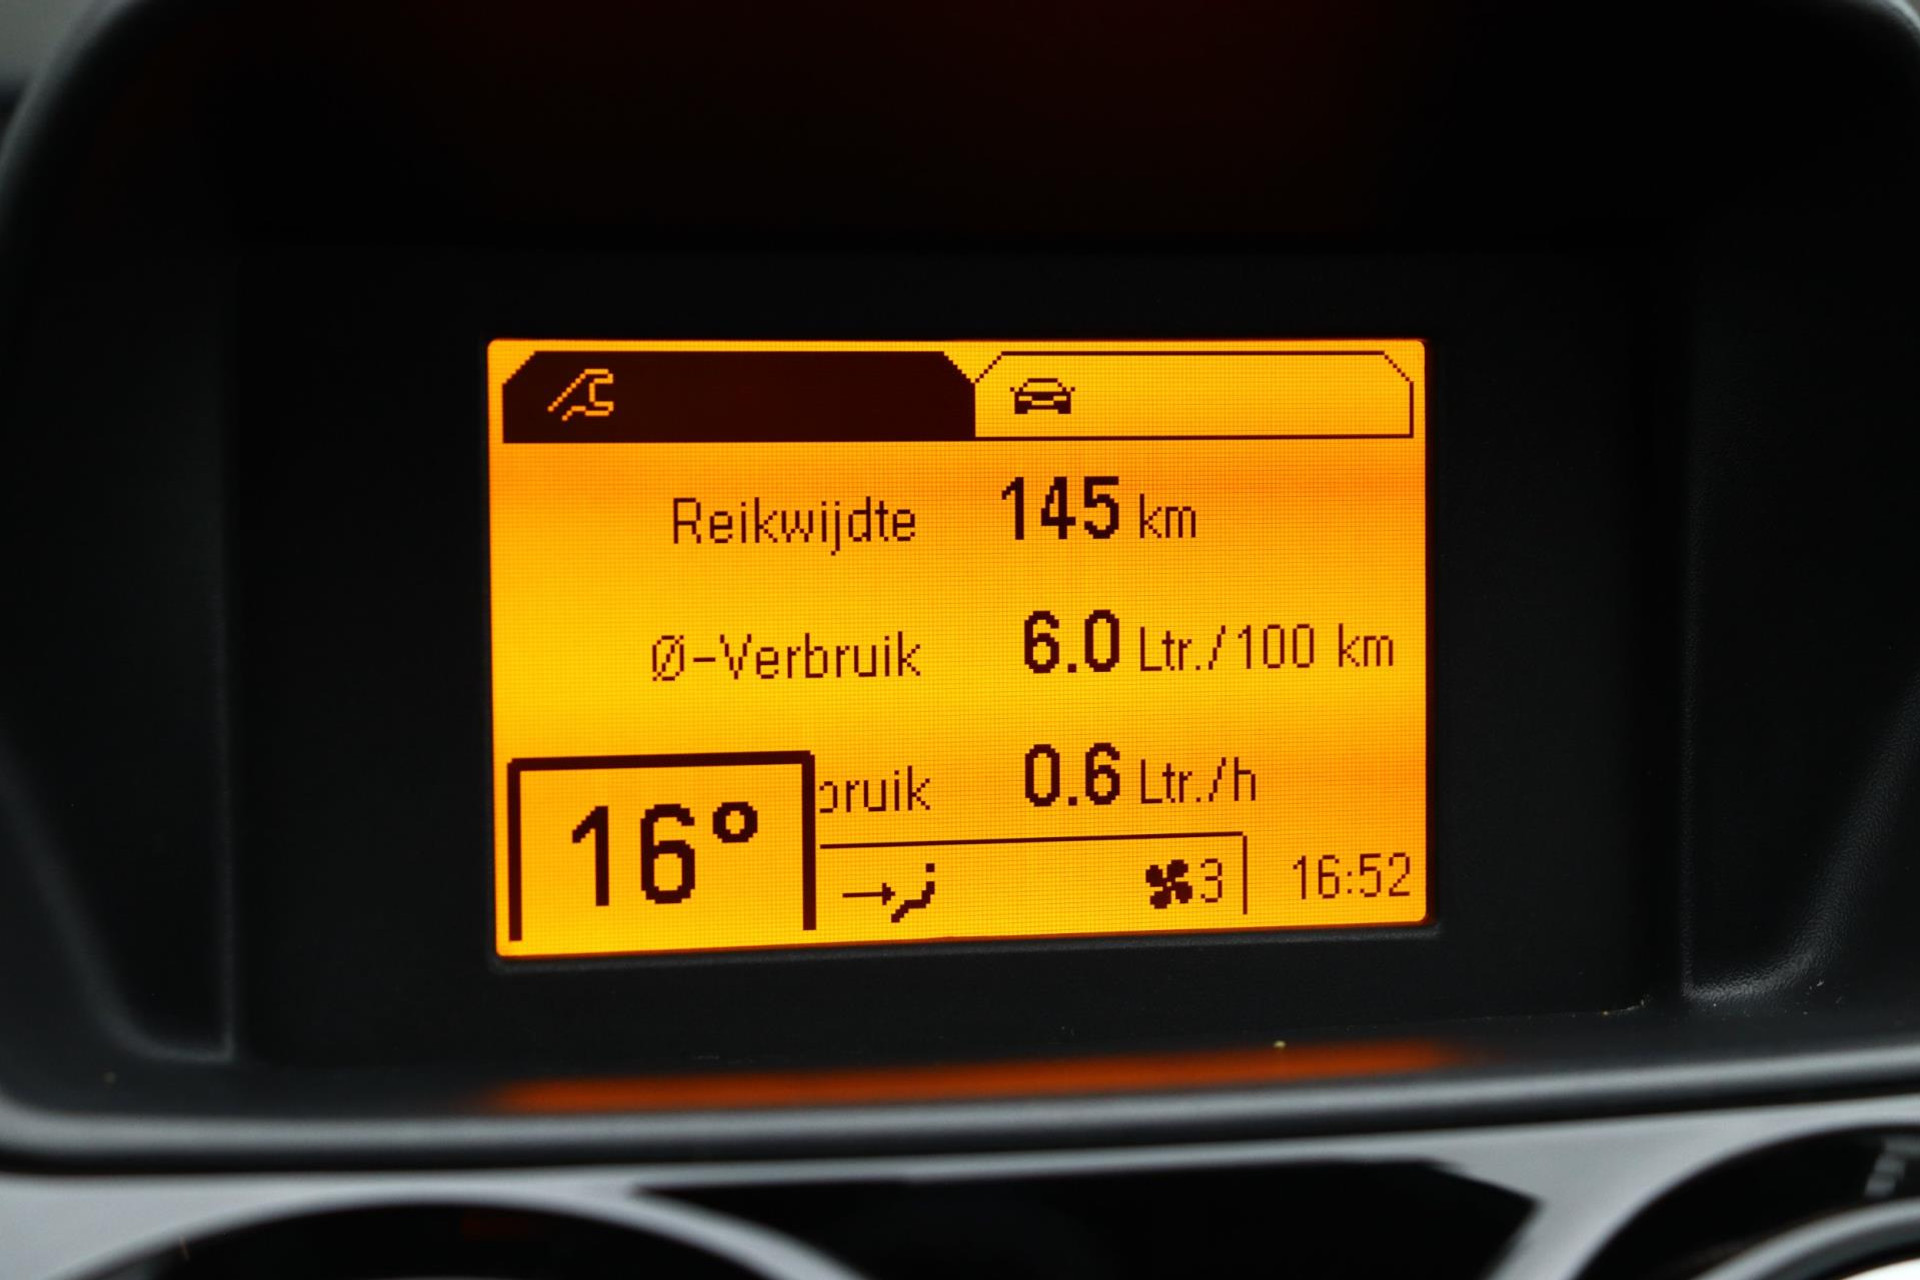 Reikwijdte 145 km
Ø-Verbruik 6.0 Ltr./100 km
bruik 0.6 Ltr./h
16°
3
16:52